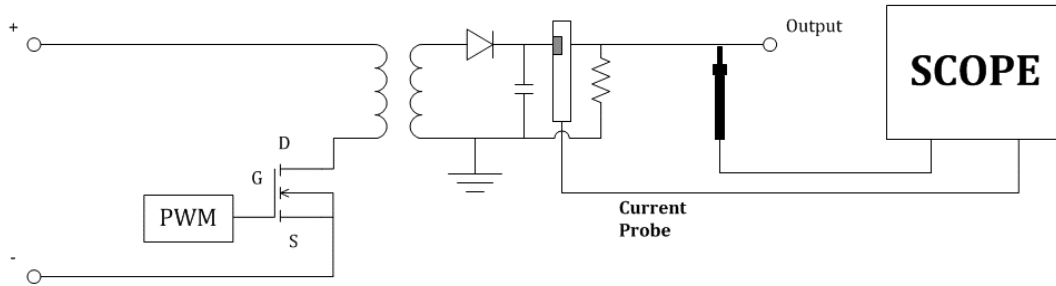 +
Output
SCOPE
D
G
PWM
S
Current
Probe
-